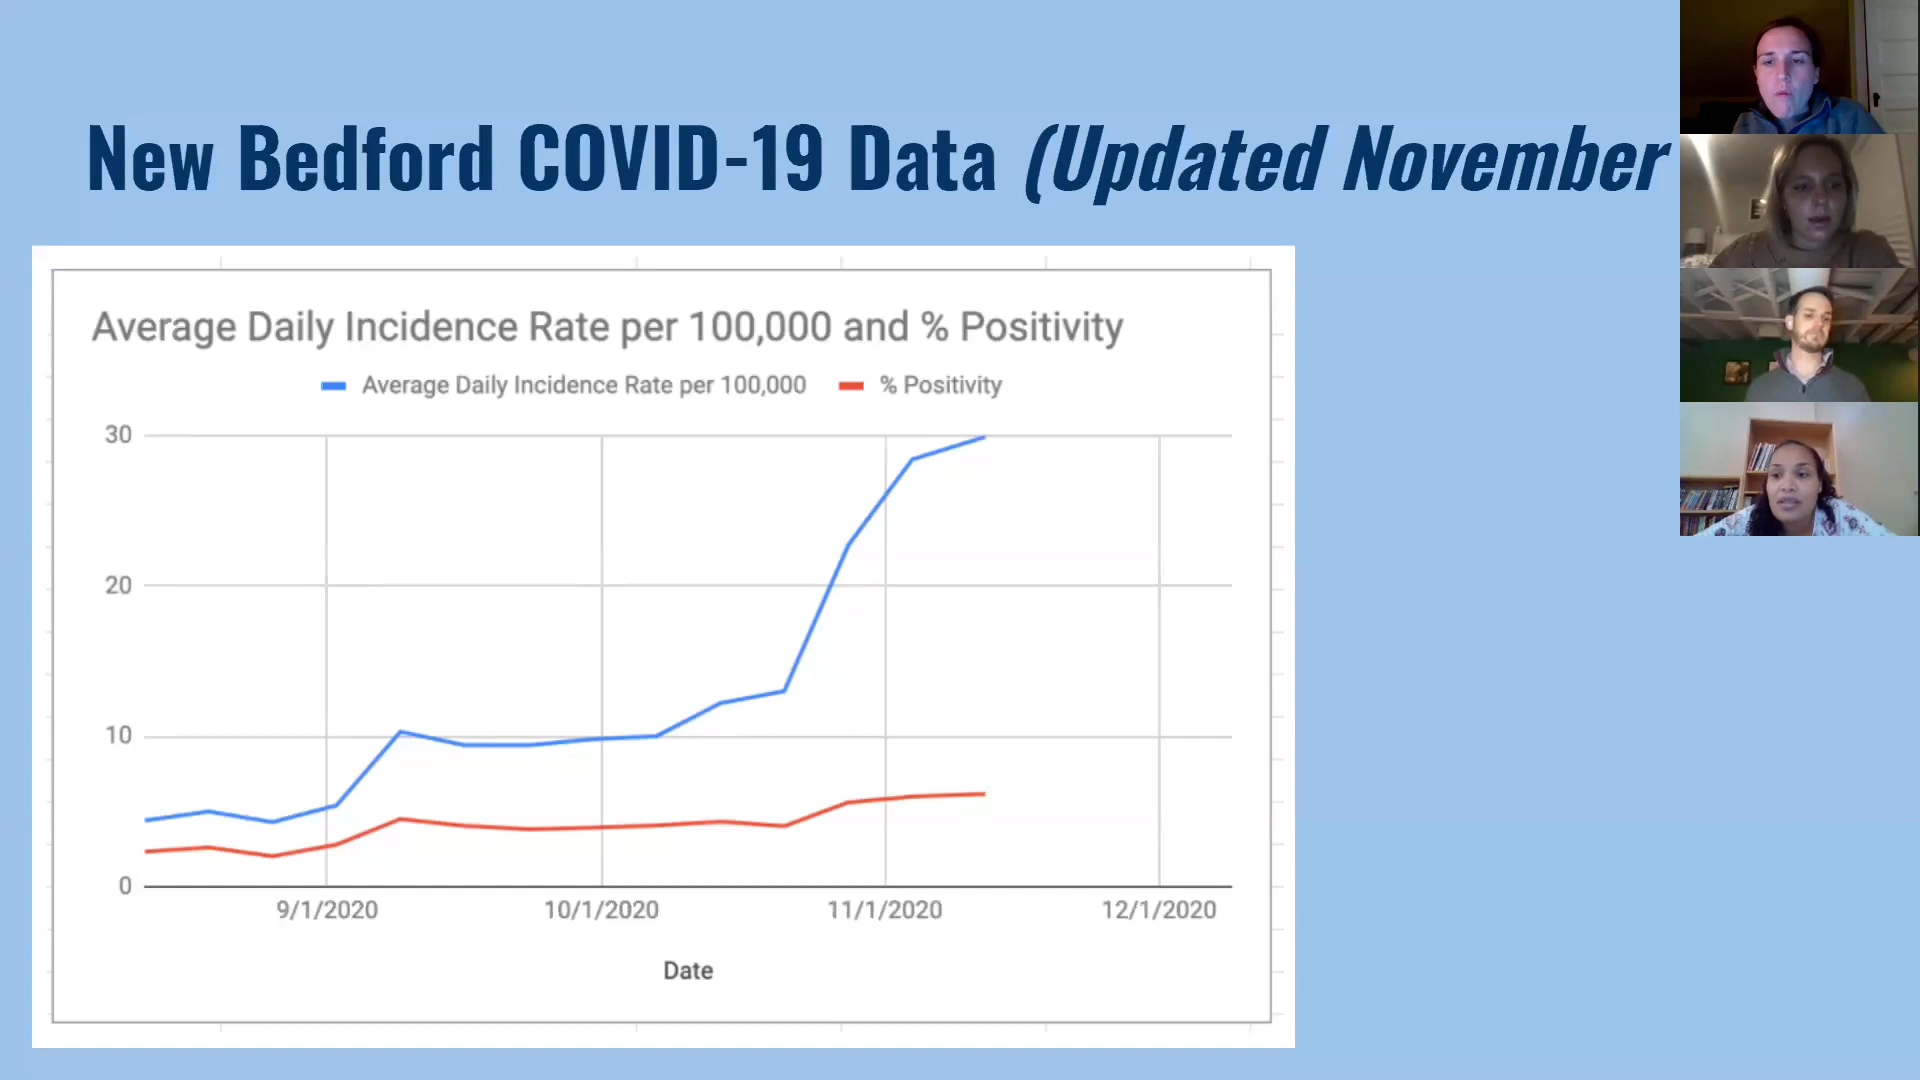 New Bedford COVID-19 Data (Updated November
Average Daily Incidence Rate per 100,000 and % Positivity
Average Daily Incidence Rate per 100,000 % Positivity
30
20
10
0
9/1/2020 10/1/2020 11/1/2020 12/1/2020
Date